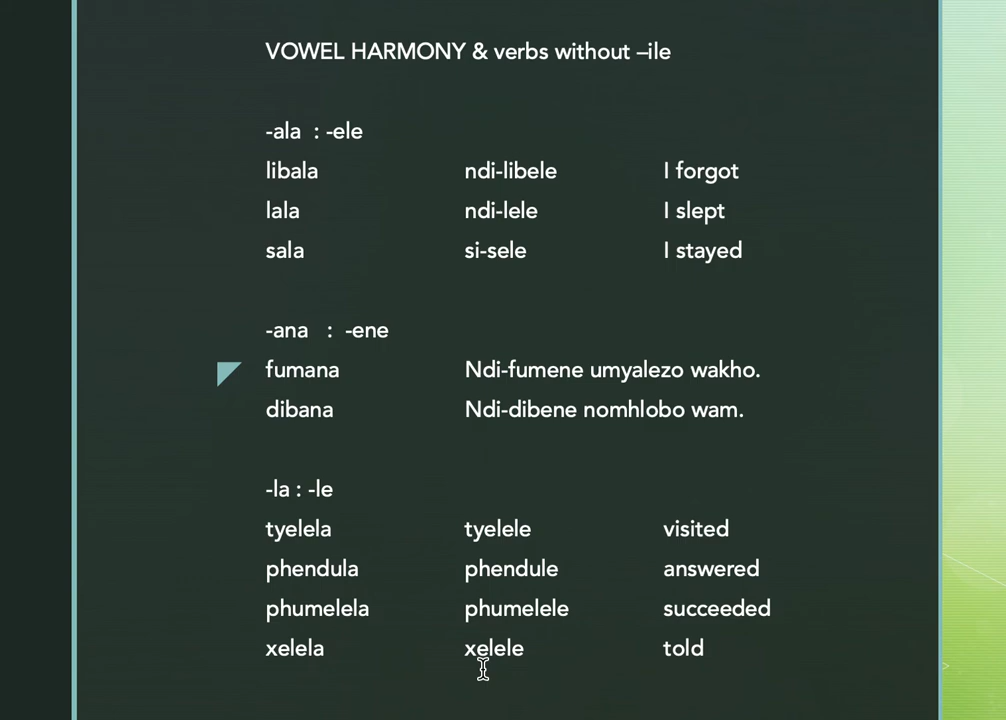 VOWEL HARMONY & verbs without –ile
-ala : -ele
libala ndi-libele I forgot
lala ndi-lele I slept
sala si-sele I stayed
-ana : -ene
fumana Ndi-fumene umyalezo wakho.
dibana Ndi-dibene nomhlobo wam.
-la : -le
tyelela tyelele visited
phendula phendule answered
phumelela phumelele succeeded
xelela xelele told